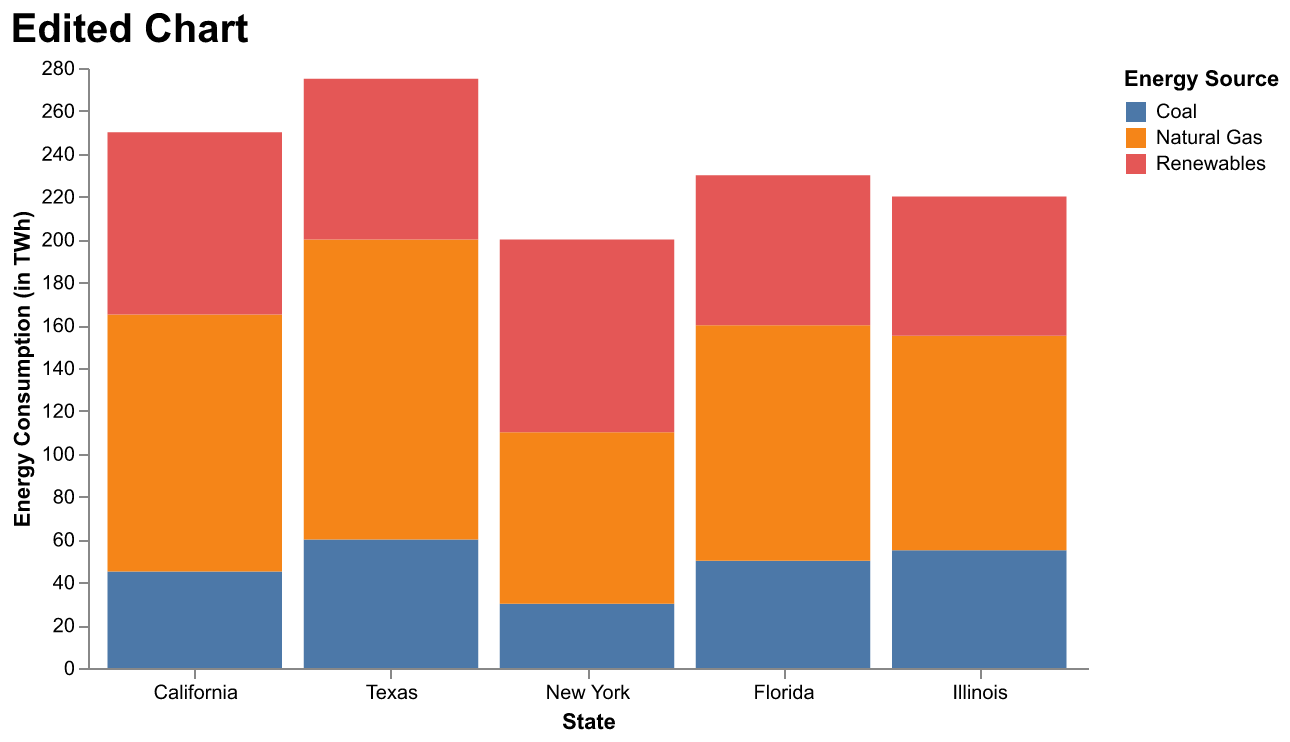 Edited Chart
Energy Consumption (in TWh)
280
260
240
220
200
180
160
140
120
100
80
60
40
20
0
California
Texas
New York
Florida
Illinois
State
Energy Source
Coal
Natural Gas
Renewables